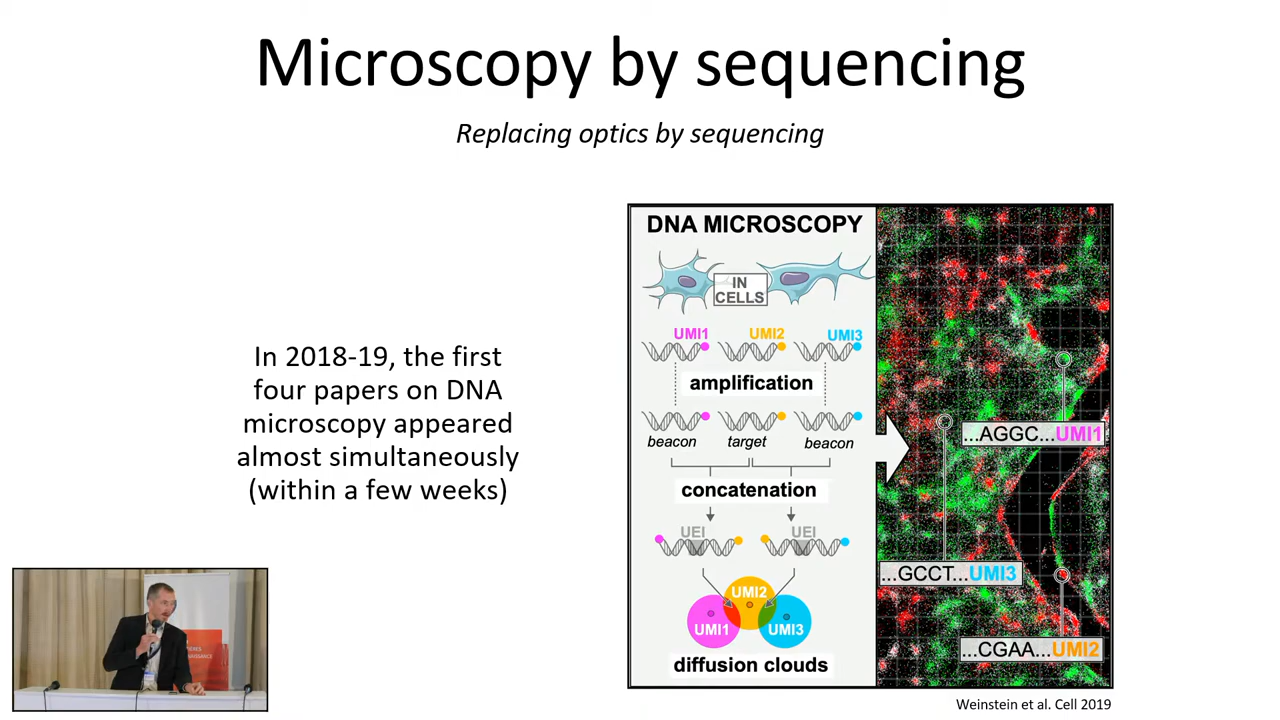 Microscopy by sequencing
Replacing optics by sequencing
In 2018-19, the first
four papers on DNA
microscopy appeared
almost simultaneously
(within a few weeks)
DNA MICROSCOPY
IN
CELLS
UMI1 UMI2 UMI3
amplification
beacon target beacon
concatenation
UEI UEI
UMI2
UMI1 UMI3
diffusion clouds
...AGGC...UMI1
...GCCT...UMI3
...CGAA...UMI2
Weinstein et al. Cell 2019